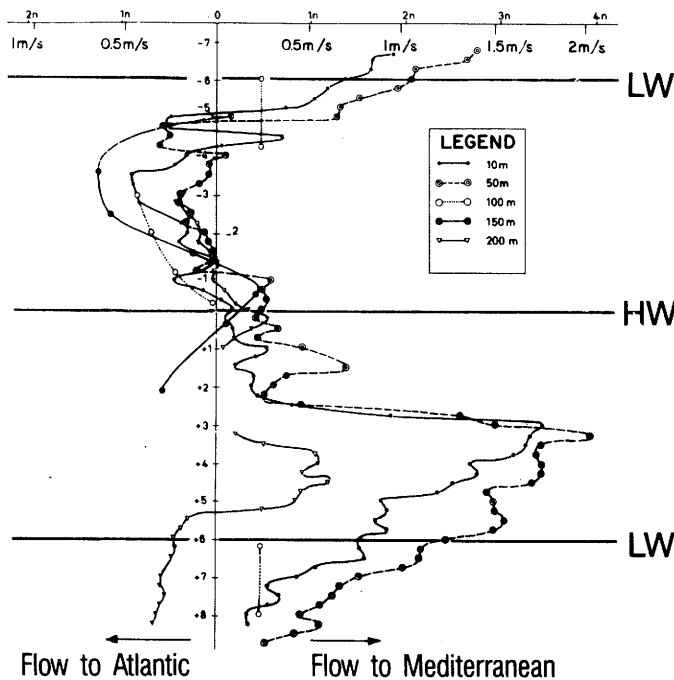 2n 1n 0 1n 2n 3n 4n
1m/s 0.5m/s 0.5m/s 1m/s 1.5m/s 2m/s
-7
-6 LW
-5
-4
-3
-2
-1
HW
+1
+2
+3
+4
+5
+6 LW
+7
+8
LEGEND
10m
50m
100m
150m
200 m
Flow to Atlantic Flow to Mediterranean